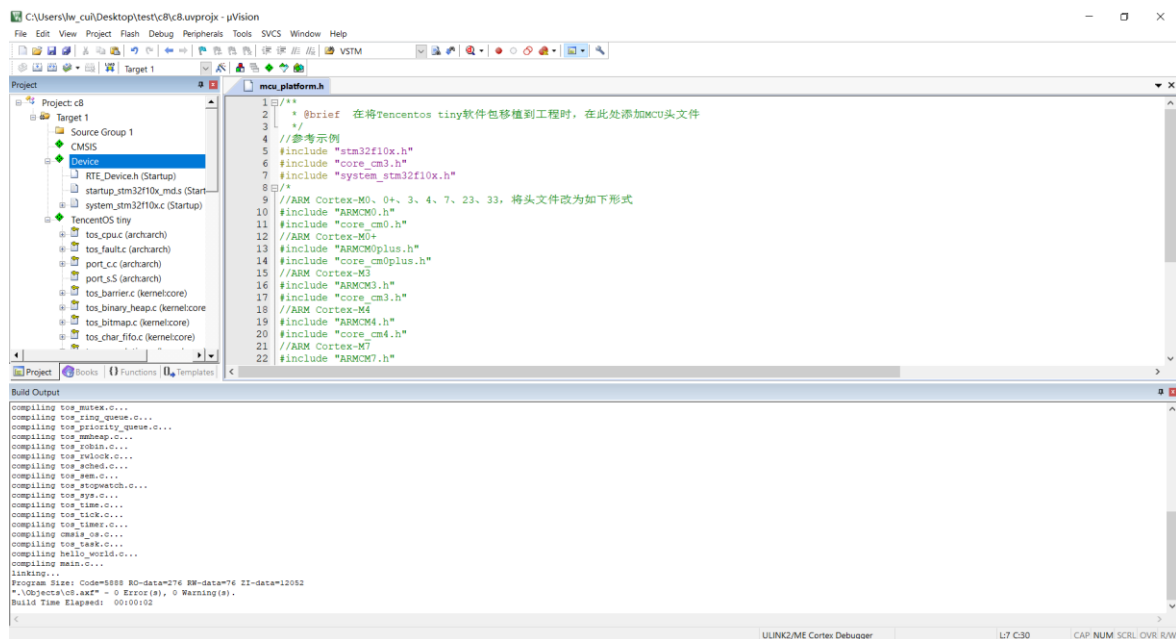 C:\Users\lw_cui\Desktop\test\c8\c8.uvprojx - µVision
File Edit View Project Flash Debug Peripherals Tools SVCS Window Help
VSTM
Target 1
Project
Project: c8
Target 1
Source Group 1
CMSIS
Device
RTE_Device.h (Startup)
startup_stm32f10x_md.s (Start
system_stm32f10x.c (Startup)
TencentOS tiny
tos_cpu.c (arch:arch)
tos_fault.c (arch:arch)
port_c.c (arch:arch)
port_s.S (arch:arch)
tos_barrier.c (kernel:core)
tos_binary_heap.c (kernel:core
tos_bitmap.c (kernel:core)
tos_char_fifo.c (kernel:core)
Project Books Functions Templates
mcu_platform.h
1 /**
2 * @brief 在将Tencentos tiny软件包移植到工程时，在此处添加MCU头文件
3 */
4 //参考示例
5 #include "stm32f10x.h"
6 #include "core_cm3.h"
7 #include "system_stm32f10x.h"
8 /*
9 //ARM Cortex-M0、0+、3、4、7、23、33，将头文件改为如下形式
10 #include "ARMCM0.h"
11 #include "core_cm0.h"
12 //ARM Cortex-M0+
13 #include "ARMCM0plus.h"
14 #include "core_cm0plus.h"
15 //ARM Cortex-M3
16 #include "ARMCM3.h"
17 #include "core_cm3.h"
18 //ARM Cortex-M4
19 #include "ARMCM4.h"
20 #include "core_cm4.h"
21 //ARM Cortex-M7
22 #include "ARMCM7.h"
Build Output
compiling tos_mutex.c...
compiling tos_ring_queue.c...
compiling tos_priority_queue.c...
compiling tos_mmheap.c...
compiling tos_robin.c...
compiling tos_rwlock.c...
compiling tos_sched.c...
compiling tos_sem.c...
compiling tos_stopwatch.c...
compiling tos_sys.c...
compiling tos_time.c...
compiling tos_tick.c...
compiling tos_timer.c...
compiling cmsis_os.c...
compiling tos_task.c...
compiling hello_world.c...
compiling main.c...
linking...
Program Size: Code=5888 RO-data=276 RW-data=76 ZI-data=12052
".\Objects\c8.axf" - 0 Error(s), 0 Warning(s).
Build Time Elapsed: 00:00:02
ULINK2/ME Cortex Debugger L:7 C:30 CAP NUM SCRL OVR R/W